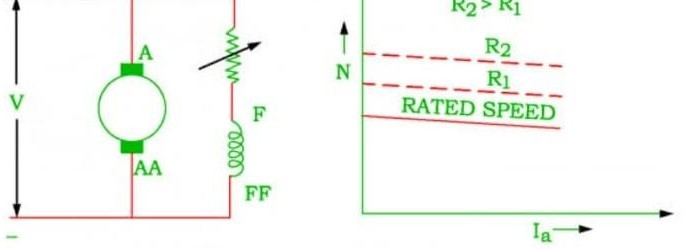 R₂ > R₁
A
V
F
AA
FF
–
N
R₂
R₁
RATED SPEED
Iₐ